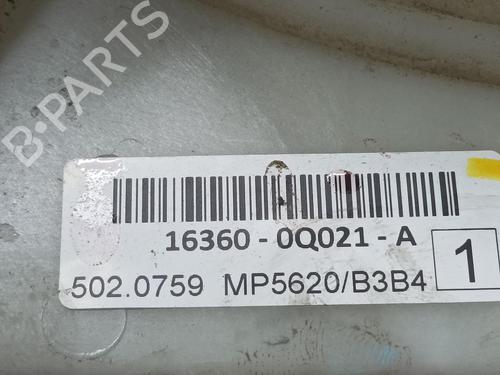 B-PARTS
16360 - 0Q021 - A
502.0759 MP5620/B3B4
1